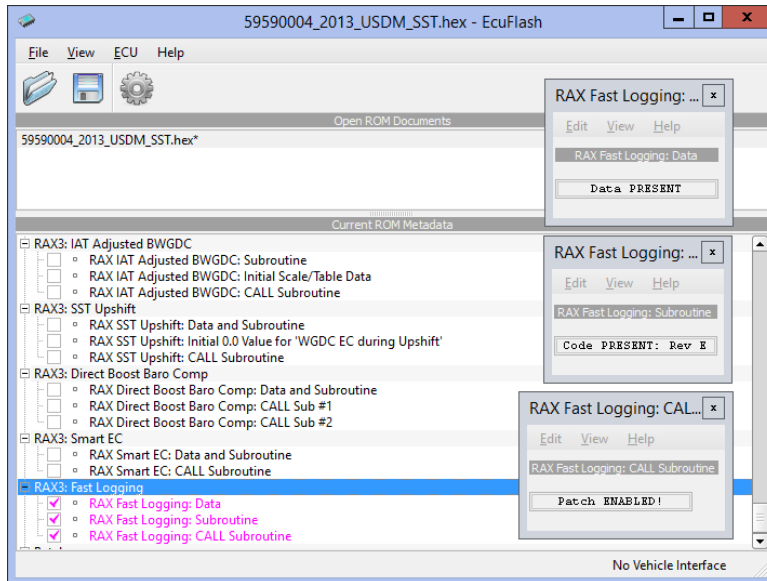 59590004_2013_USDM_SST.hex - EcuFlash
File View ECU Help
Open ROM Documents
59590004_2013_USDM_SST.hex*
Current ROM Metadata
RAX3: IAT Adjusted BWGDC
RAX IAT Adjusted BWGDC: Subroutine
RAX IAT Adjusted BWGDC: Initial Scale/Table Data
RAX IAT Adjusted BWGDC: CALL Subroutine
RAX3: SST Upshift
RAX SST Upshift: Data and Subroutine
RAX SST Upshift: Initial 0.0 Value for 'WGDC EC during Upshift'
RAX SST Upshift: CALL Subroutine
RAX3: Direct Boost Baro Comp
RAX Direct Boost Baro Comp: Data and Subroutine
RAX Direct Boost Baro Comp: CALL Sub #1
RAX Direct Boost Baro Comp: CALL Sub #2
RAX3: Smart EC
RAX Smart EC: Data and Subroutine
RAX Smart EC: CALL Subroutine
RAX3: Fast Logging
RAX Fast Logging: Data
RAX Fast Logging: Subroutine
RAX Fast Logging: CALL Subroutine
RAX Fast Logging: ... x
Edit View Help
RAX Fast Logging: Data
Data PRESENT
RAX Fast Logging: ... x
Edit View Help
RAX Fast Logging: Subroutine
Code PRESENT: Rev E
RAX Fast Logging: CAL... x
Edit View Help
RAX Fast Logging: CALL Subroutine
Patch ENABLED!
No Vehicle Interface